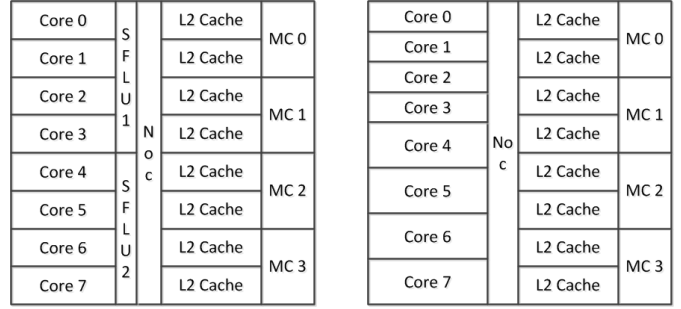 Core 0
Core 1
Core 2
Core 3
Core 4
Core 5
Core 6
Core 7
S
F
L
U
1
S
F
L
U
2
N
o
c
L2 Cache
L2 Cache
L2 Cache
L2 Cache
L2 Cache
L2 Cache
L2 Cache
L2 Cache
MC 0
MC 1
MC 2
MC 3
Core 0
Core 1
Core 2
Core 3
Core 4
Core 5
Core 6
Core 7
No
c
L2 Cache
L2 Cache
L2 Cache
L2 Cache
L2 Cache
L2 Cache
L2 Cache
L2 Cache
MC 0
MC 1
MC 2
MC 3